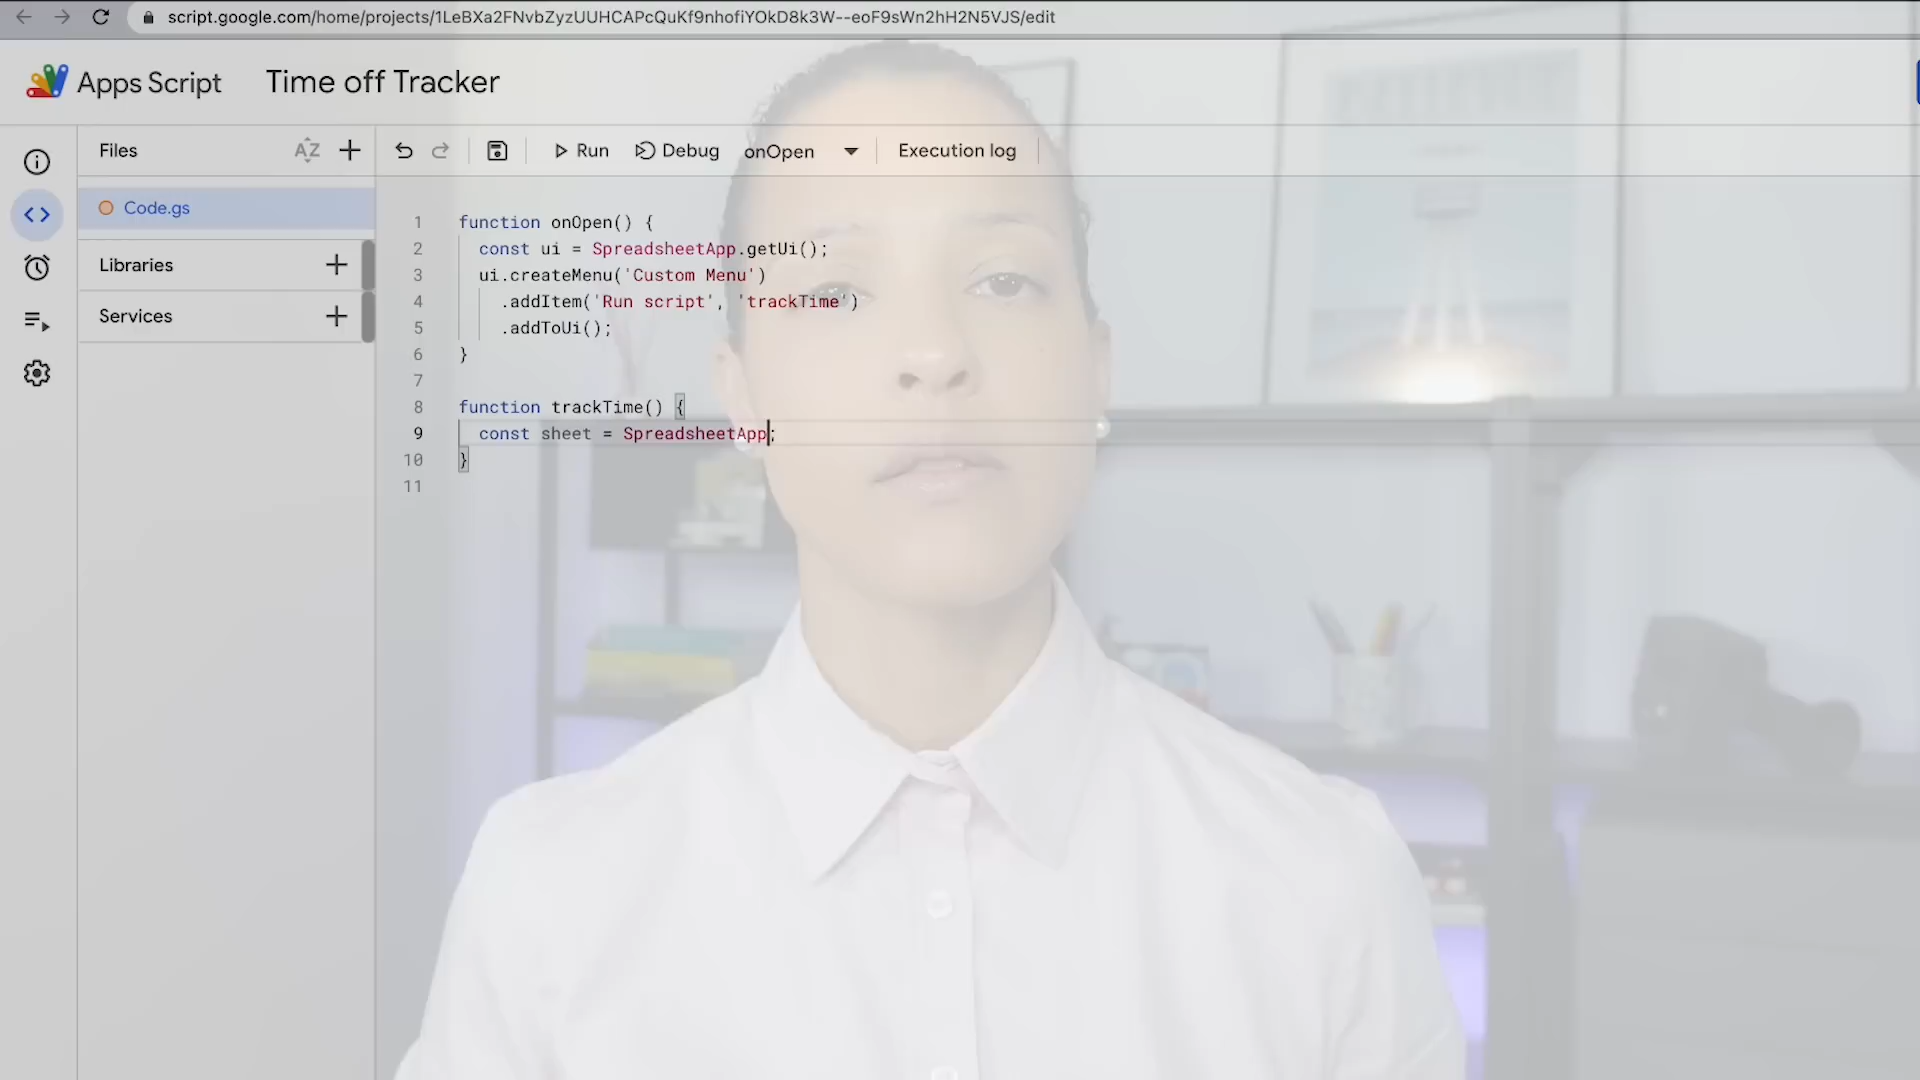 script.google.com/home/projects/1LeBXa2FNvbZyzUUHCAPcQuKf9nhofiYOkD8k3W--eoF9sWn2hH2N5VJS/edit
Apps Script Time off Tracker
Files AZ
Run Debug onOpen Execution log
Code.gs
Libraries
Services
1 function onOpen() {
2 const ui = SpreadsheetApp.getUi();
3 ui.createMenu('Custom Menu')
4 .addItem('Run script', 'trackTime')
5 .addToUi();
6 }
7
8 function trackTime() {
9 const sheet = SpreadsheetApp;
10 }
11